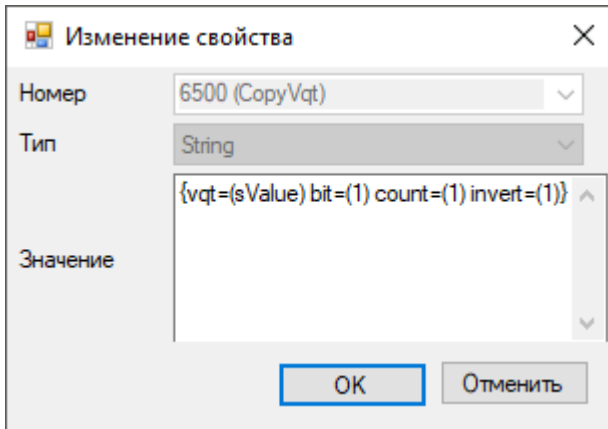 Изменение свойства
Номер
6500 (CopyVqt)
Тип
String
Значение
{vqt=(sValue) bit=(1) count=(1) invert=(1)}
OK
Отменить